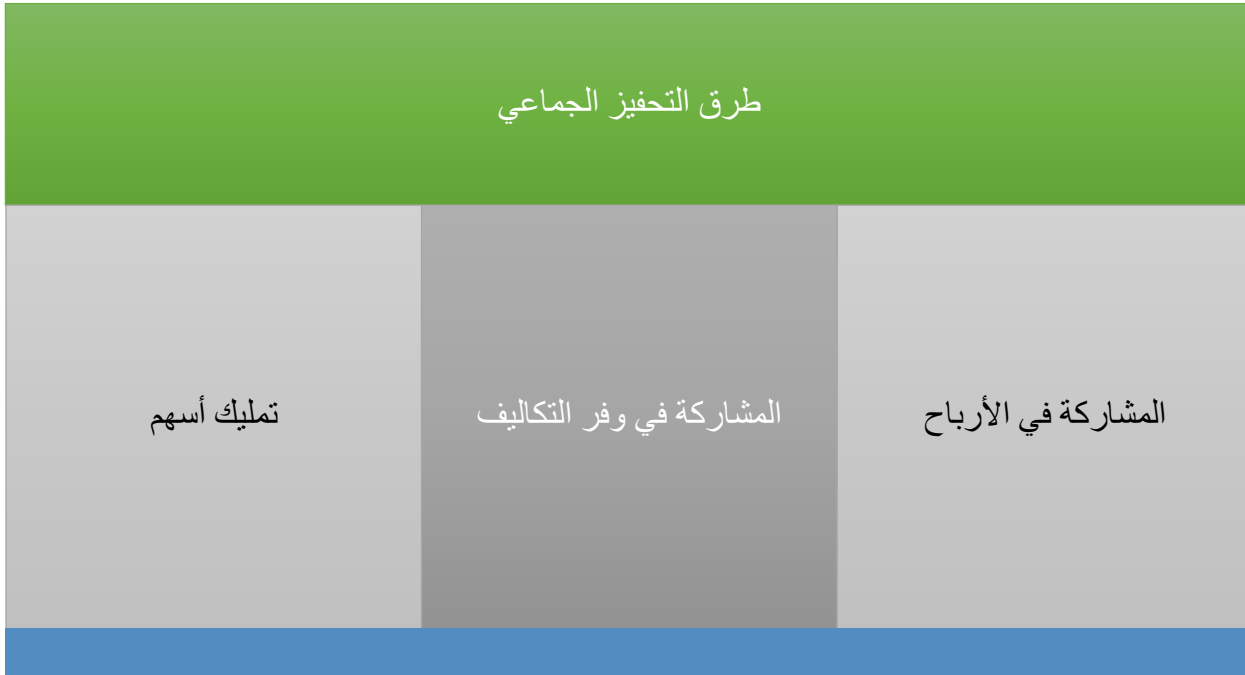 طرق التحفيز الجماعي
المشاركة في الأرباح
المشاركة في وفر التكاليف
تمليك أسهم